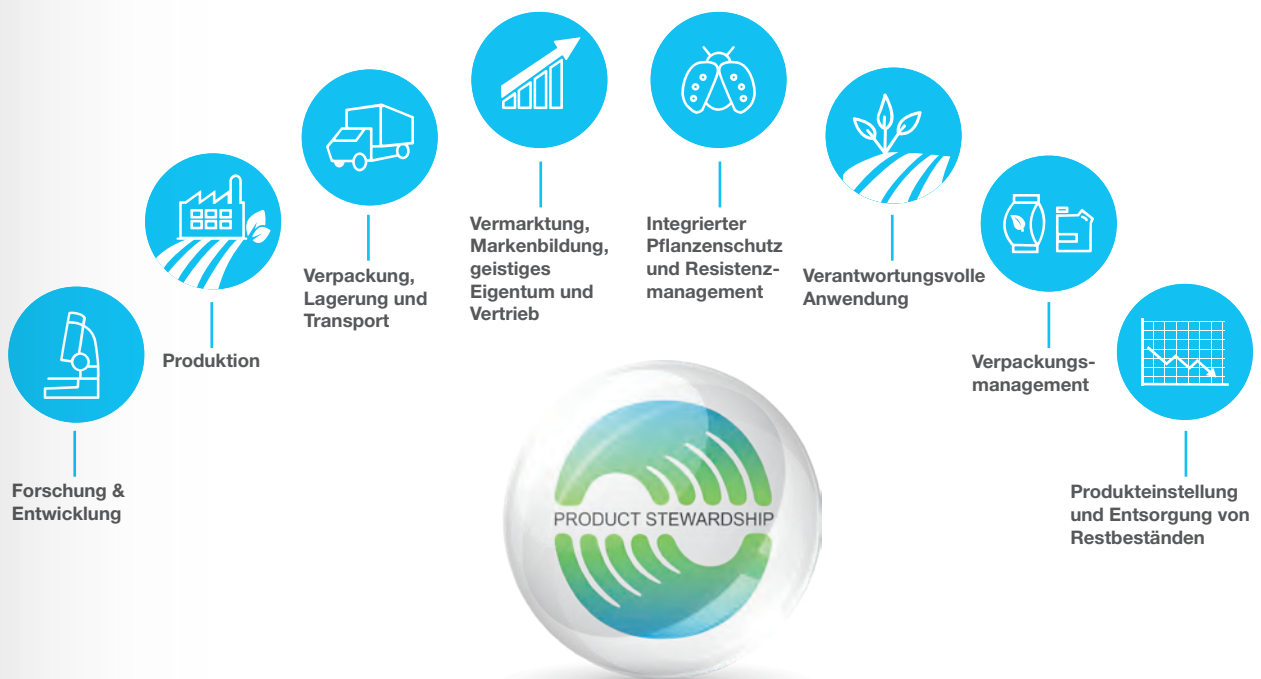 Forschung &
Entwicklung
Produktion
Verpackung,
Lagerung und
Transport
Vermarktung,
Markenbildung,
geistiges
Eigentum und
Vertrieb
Integrierter
Pflanzenschutz
und Resistenz-
management
Verantwortungsvolle
Anwendung
Verpackungs-
management
Produkteinstellung
und Entsorgung von
Restbeständen
PRODUCT STEWARDSHIP